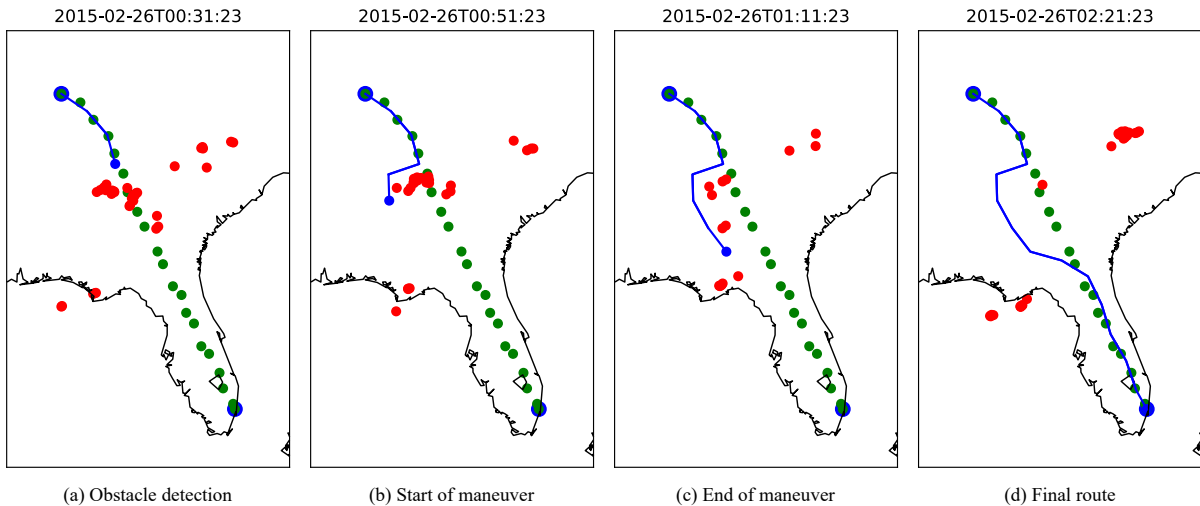 2015-02-26T00:31:23
2015-02-26T00:51:23
2015-02-26T01:11:23
2015-02-26T02:21:23
(a) Obstacle detection
(b) Start of maneuver
(c) End of maneuver
(d) Final route